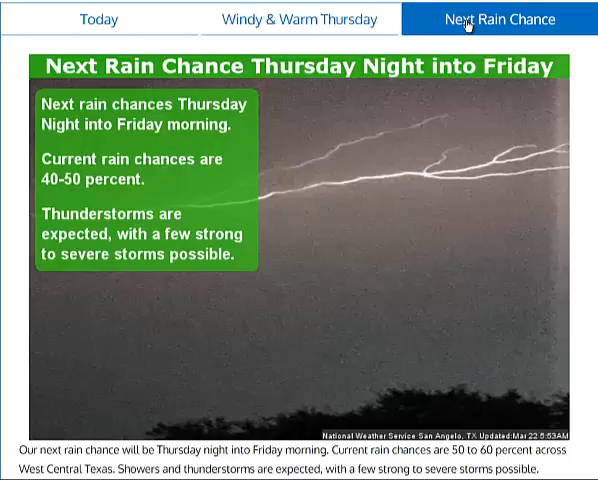 Today Windy & Warm Thursday Next Rain Chance
Next Rain Chance Thursday Night into Friday
Next rain chances Thursday
Night into Friday morning.
Current rain chances are
40-50 percent.
Thunderstorms are
expected, with a few strong
to severe storms possible.
National Weather Service San Angelo, TX Updated:Mar 22 5:53AM
Our next rain chance will be Thursday night into Friday morning. Current rain chances are 50 to 60 percent across
West Central Texas. Showers and thunderstorms are expected, with a few strong to severe storms possible.